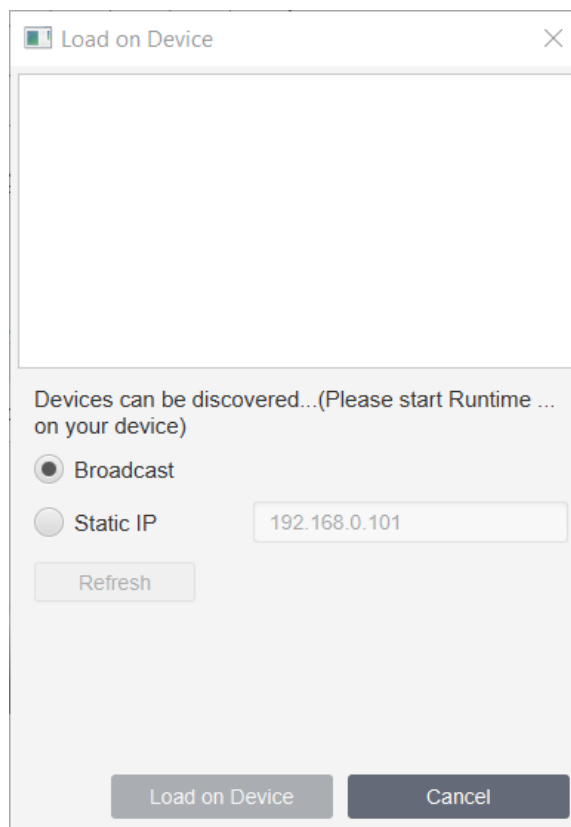 Load on Device
Devices can be discovered...(Please start Runtime ...
on your device)
Broadcast
Static IP
192.168.0.101
Refresh
Load on Device
Cancel